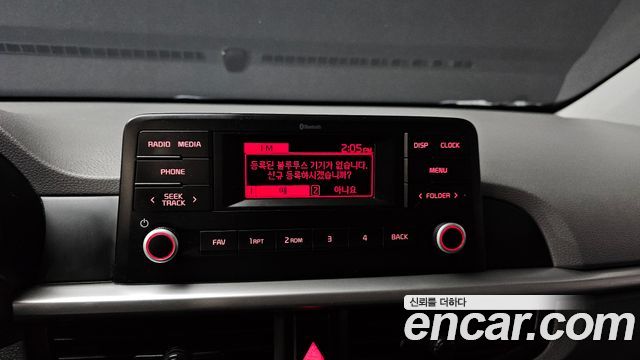 Bluetooth
RADIO MEDIA
PHONE
SEEK
TRACK
FM 2:05 PM
등록된 블루투스 기기가 없습니다.
신규 등록하시겠습니까?
1 예 2 아니요
DISP CLOCK
MENU
FOLDER
FAV 1 RPT 2 RDM 3 4 BACK
신뢰를 더하다
encar.com